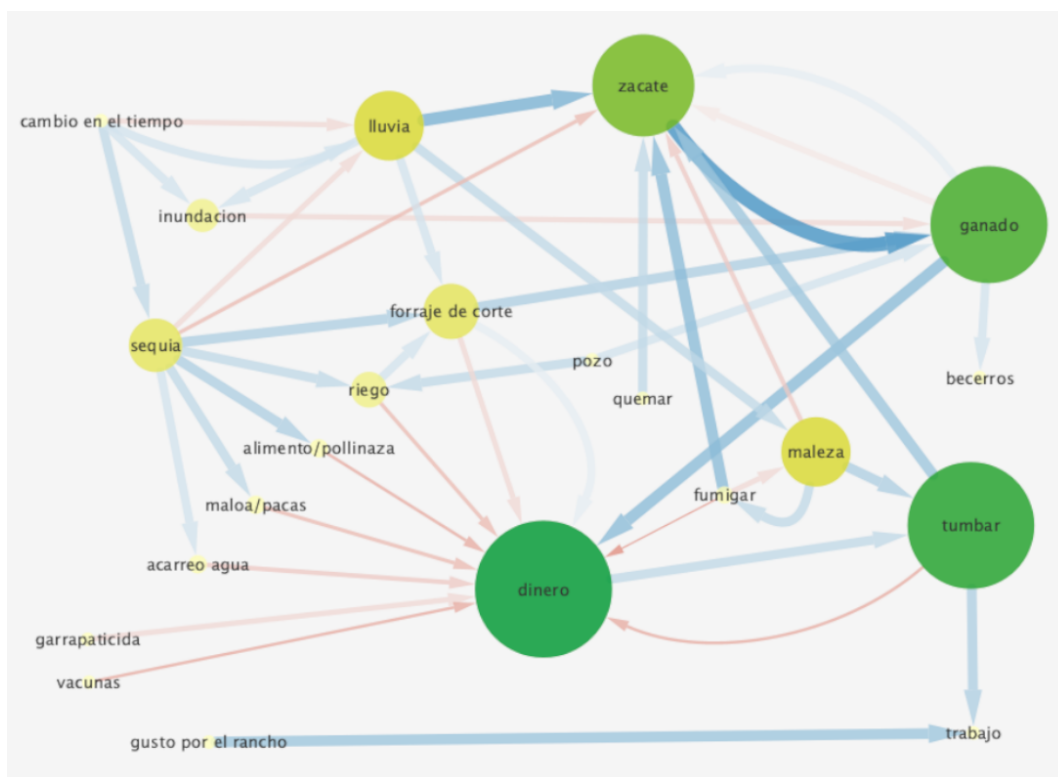 zacate
cambio en el tiempo
lluvia
inundacion
ganado
forraje de corte
sequia
pozo
becerros
riego
quemar
alimento/pollinaza
maleza
fumigar
maloa/pacas
tumbar
acarreo agua
dinero
garrapaticida
vacunas
trabajo
gusto por el rancho